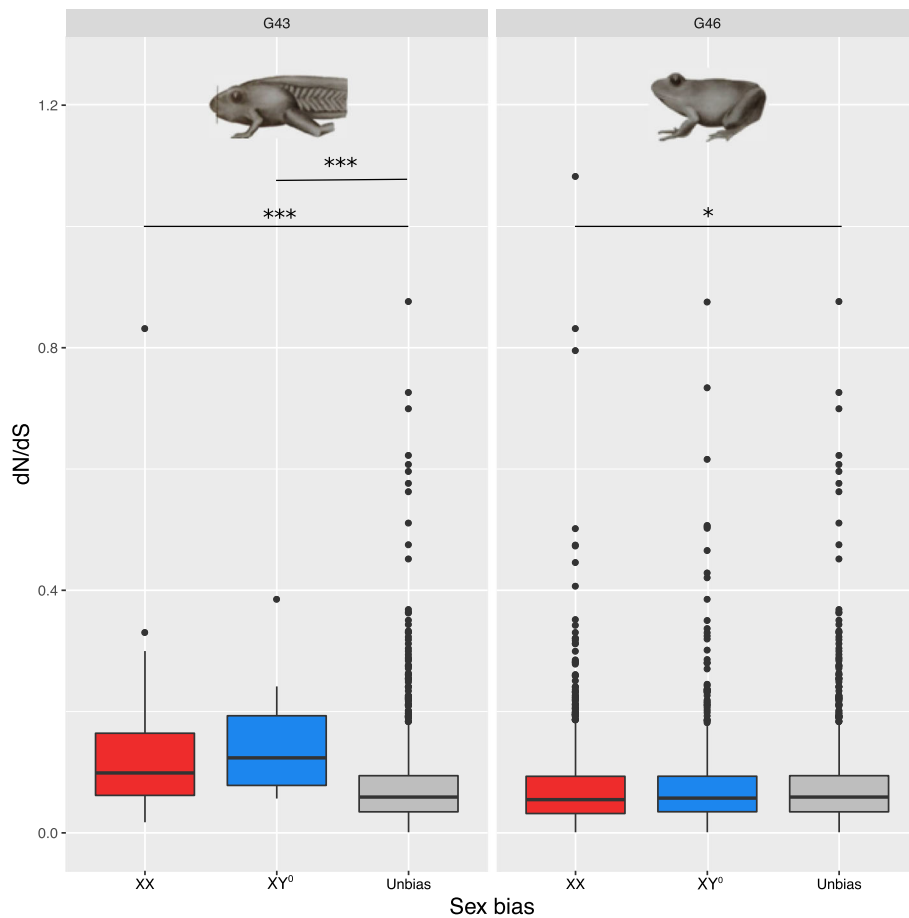 G43 G46
1.2
***
***
*
0.8
dN/dS
0.4
0.0
XX XY⁰ Unbias XX XY⁰ Unbias
Sex bias